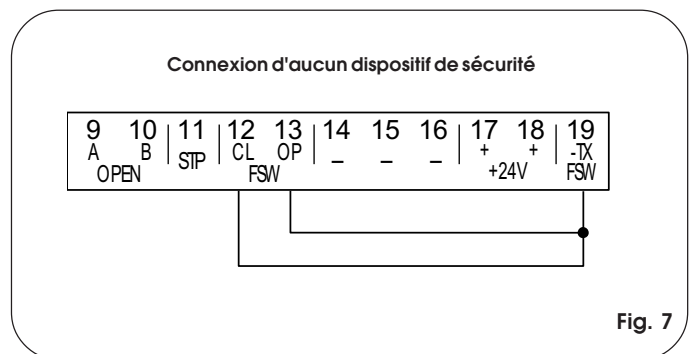 Connexion d'aucun dispositif de sécurité
9 10 | 11 | 12 13 | 14 15 16 | 17 18 | 19
A B STP CL OP _ _ _ + + -TX
OPEN FSW +24V FSW
Fig. 7